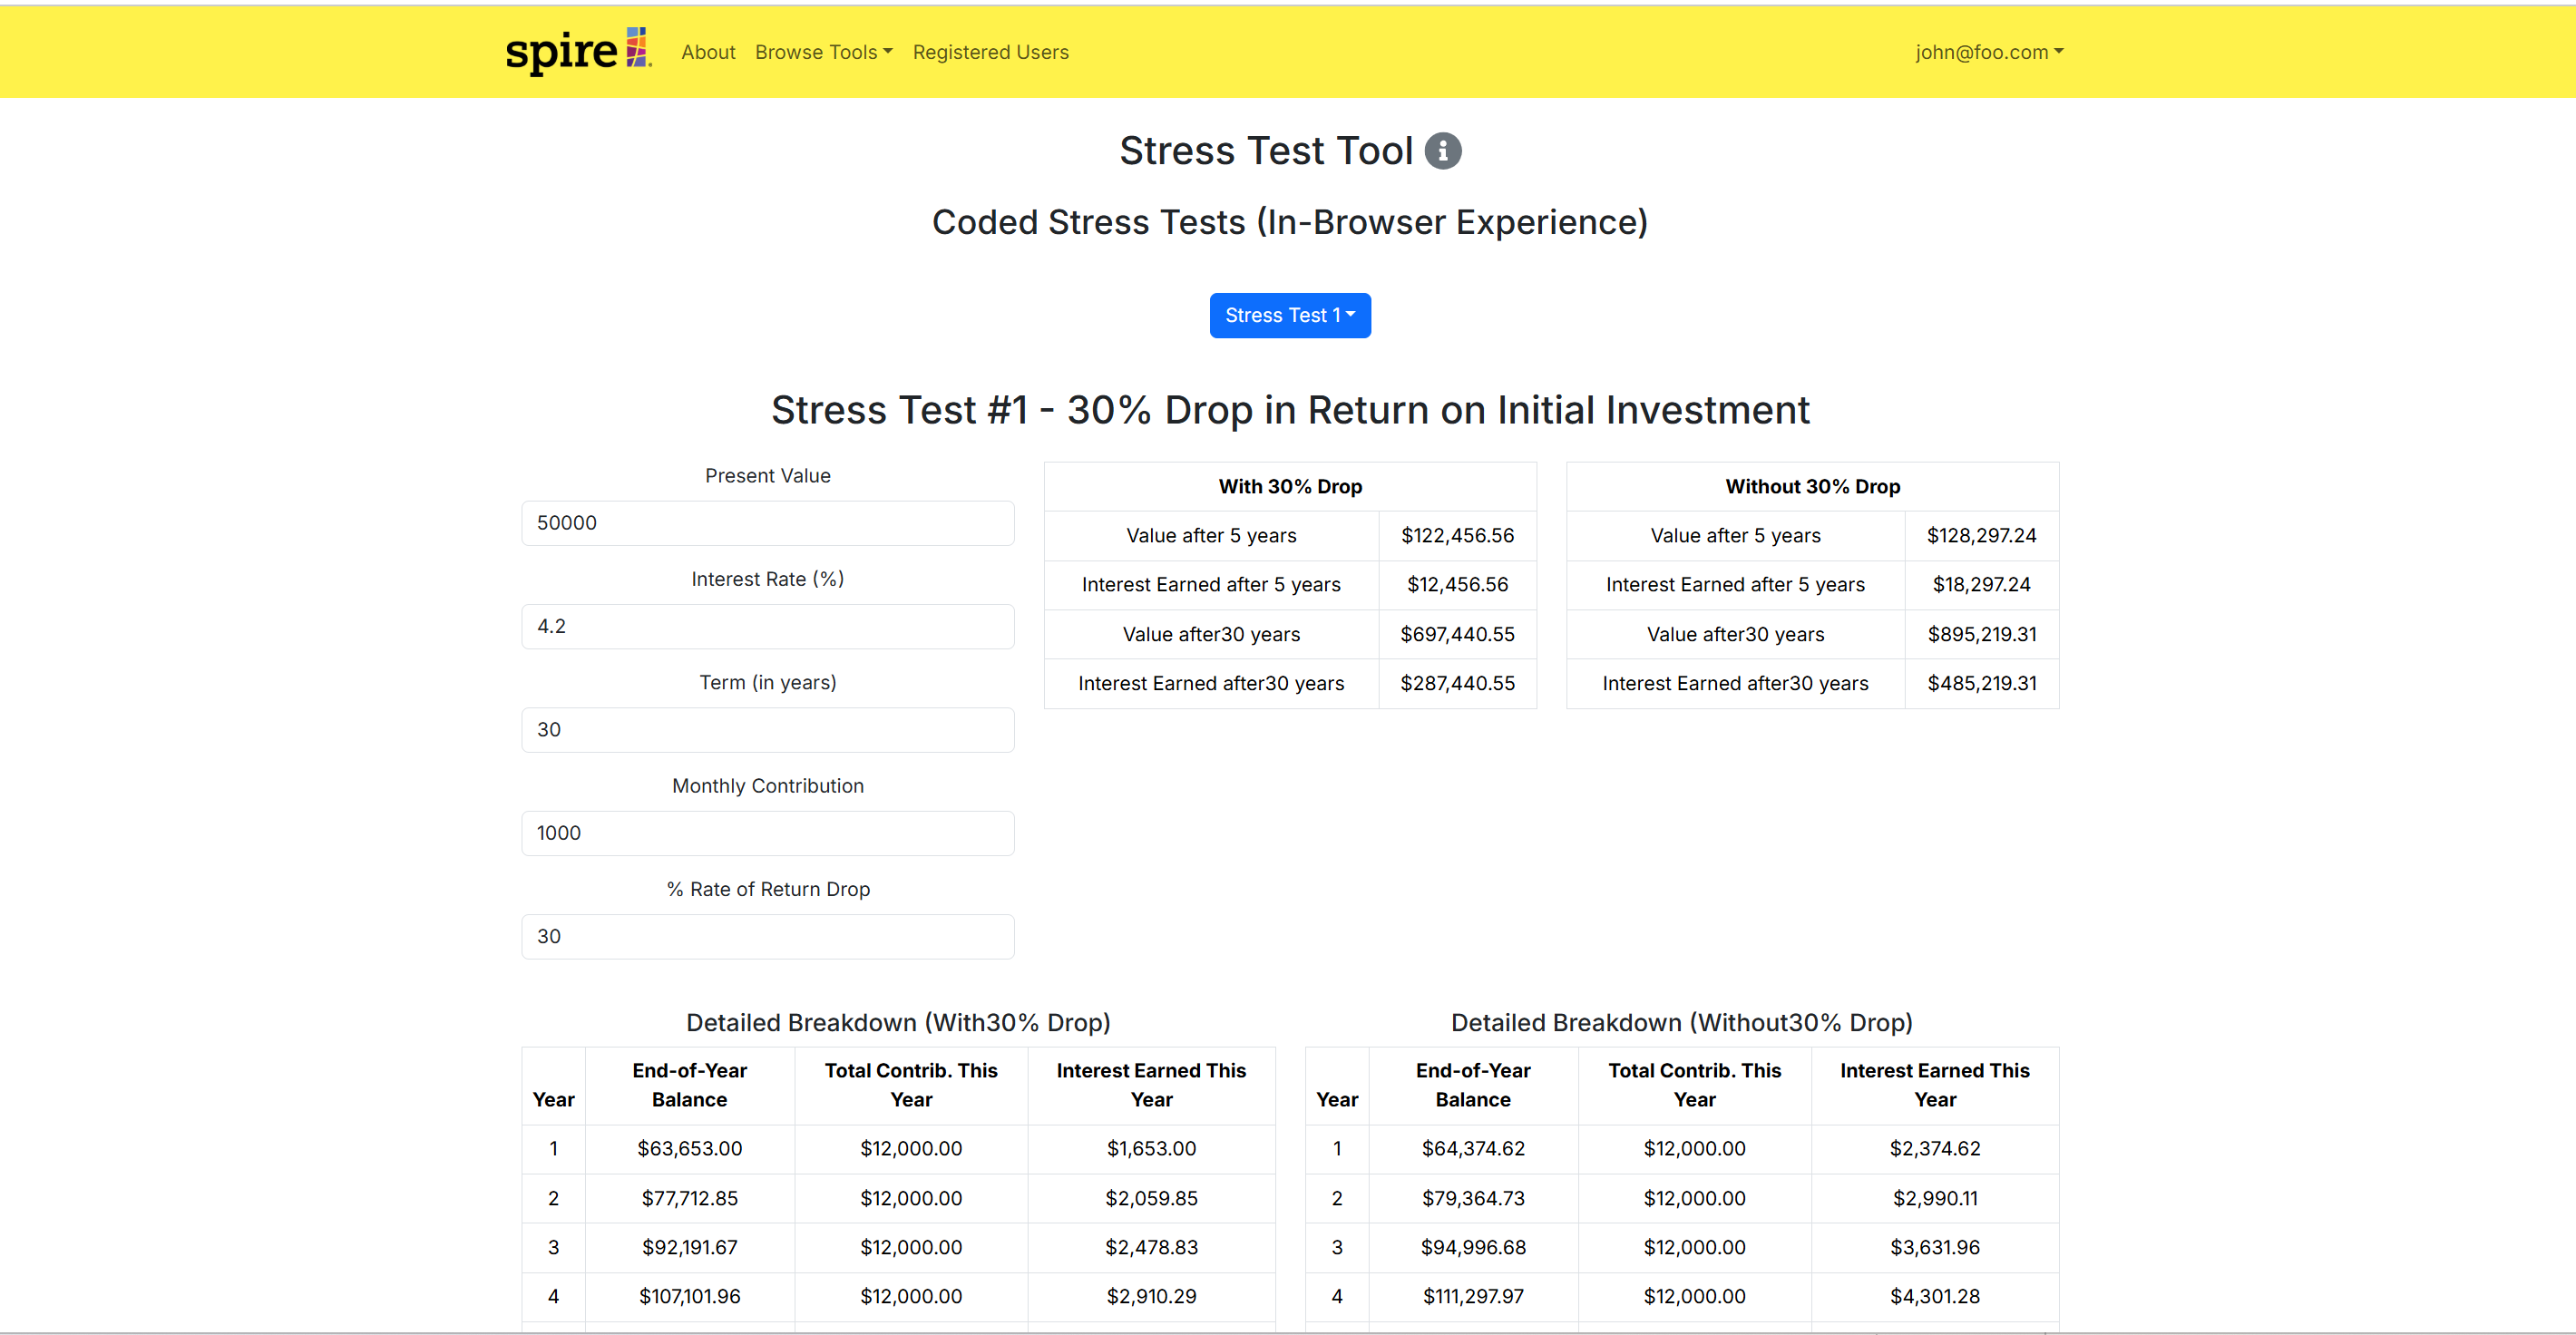 spire
About Browse Tools Registered Users john@foo.com
Stress Test Tool
Coded Stress Tests (In-Browser Experience)
Stress Test 1
Stress Test #1 - 30% Drop in Return on Initial Investment
Present Value
50000
Interest Rate (%)
4.2
Term (in years)
30
Monthly Contribution
1000
% Rate of Return Drop
30
With 30% Drop
Value after 5 years $122,456.56
Interest Earned after 5 years $12,456.56
Value after30 years $697,440.55
Interest Earned after30 years $287,440.55
Without 30% Drop
Value after 5 years $128,297.24
Interest Earned after 5 years $18,297.24
Value after30 years $895,219.31
Interest Earned after30 years $485,219.31
Detailed Breakdown (With30% Drop)
Year End-of-Year Balance Total Contrib. This Year Interest Earned This Year
1 $63,653.00 $12,000.00 $1,653.00
2 $77,712.85 $12,000.00 $2,059.85
3 $92,191.67 $12,000.00 $2,478.83
4 $107,101.96 $12,000.00 $2,910.29
Detailed Breakdown (Without30% Drop)
Year End-of-Year Balance Total Contrib. This Year Interest Earned This Year
1 $64,374.62 $12,000.00 $2,374.62
2 $79,364.73 $12,000.00 $2,990.11
3 $94,996.68 $12,000.00 $3,631.96
4 $111,297.97 $12,000.00 $4,301.28